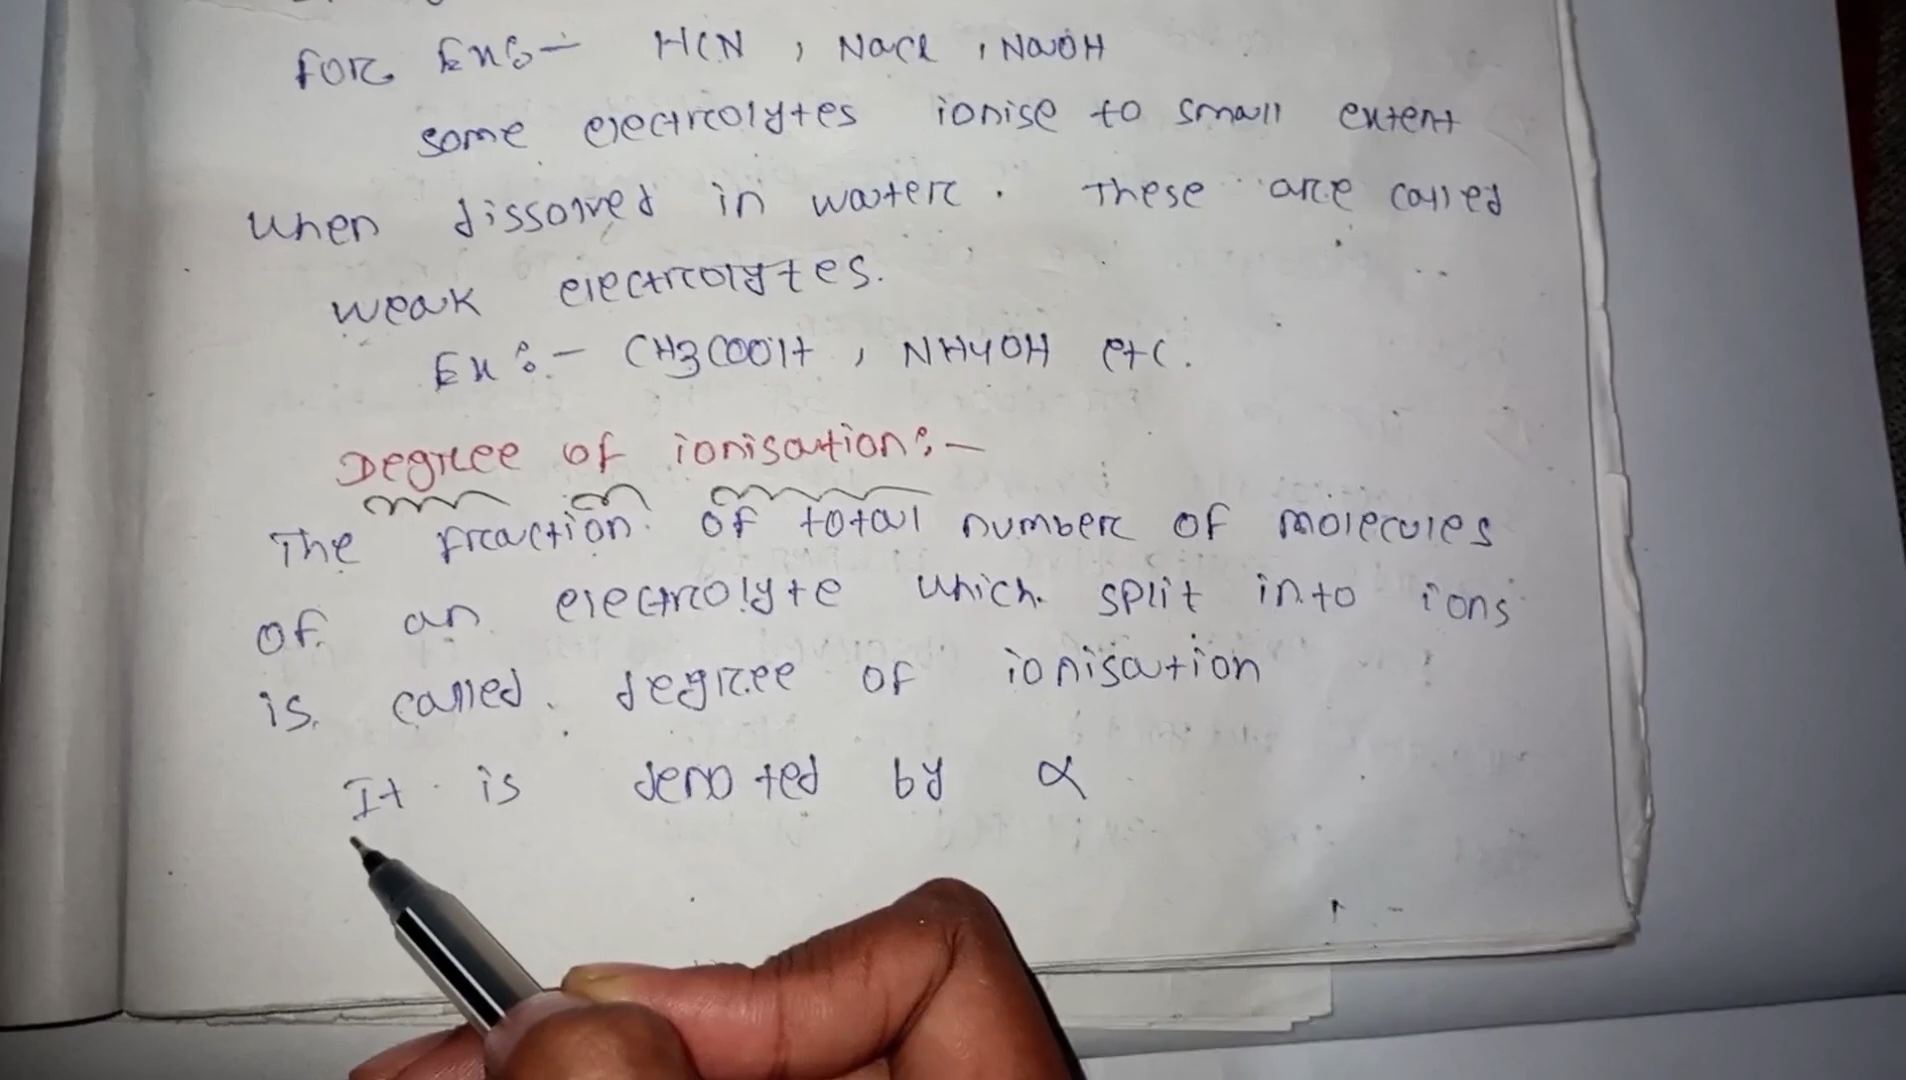 For Ex:- HCN , NaCl , NaOH
some electrolytes ionise to small extent
when dissolved in water. These are called
weak electrolytes.
Ex:- CH3COOH , NH4OH etc.
Degree of ionisation:-
The fraction of total number of molecules
of an electrolyte which split into ions
is called degree of ionisation
It is denoted by α